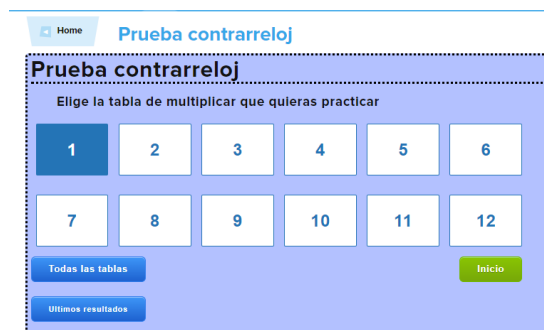 Home
Prueba contrarreloj
Prueba contrarreloj
Elige la tabla de multiplicar que quieras practicar
1 2 3 4 5 6
7 8 9 10 11 12
Todas las tablas
Inicio
Ultimos resultados